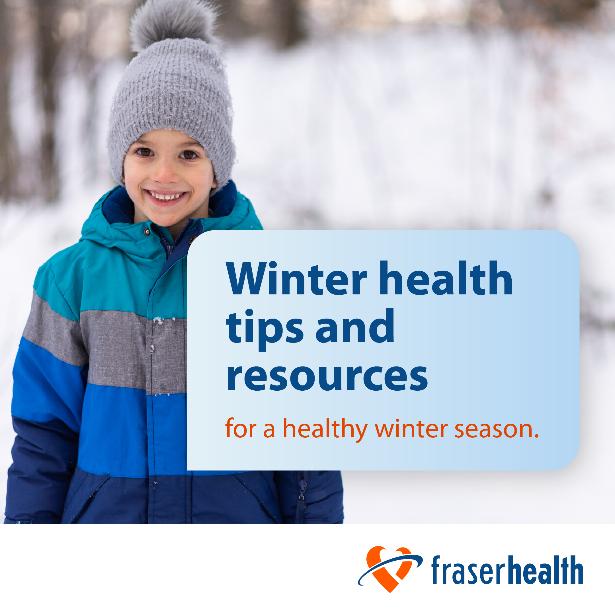 Winter health
tips and
resources
for a healthy winter season.
fraserhealth